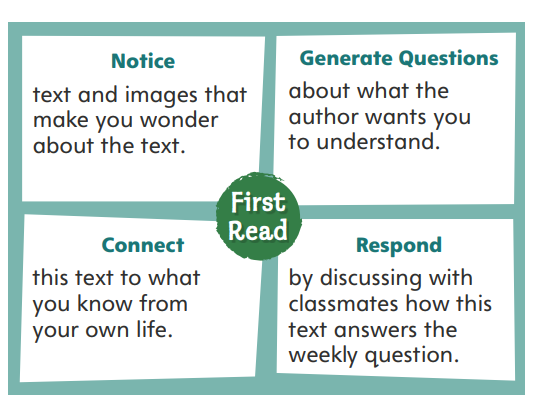 Notice
text and images that
make you wonder
about the text.
Generate Questions
about what the
author wants you
to understand.
First
Read
Connect
this text to what
you know from
your own life.
Respond
by discussing with
classmates how this
text answers the
weekly question.